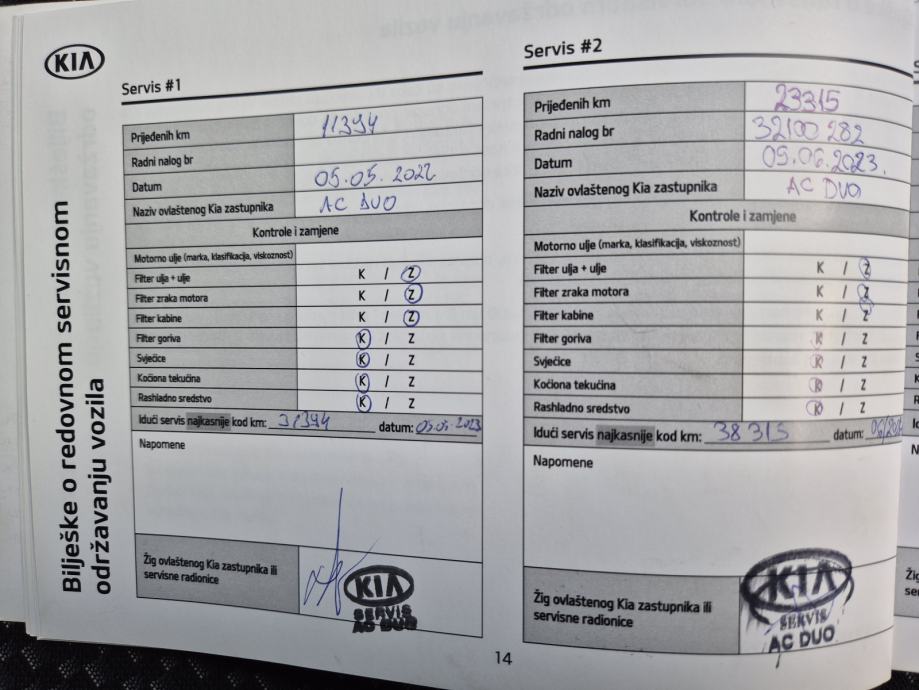 KIA
Bilješke o redovnom servisnom
održavanju vozila
Servis #1
Prijeđenih km 11394
Radni nalog br
Datum 05.05.2022
Naziv ovlaštenog Kia zastupnika AC DUO
Kontrole i zamjene
Motorno ulje (marka, klasifikacija, viskoznost)
Filter ulja + ulje K / Z
Filter zraka motora K / Z
Filter kabine K / Z
Filter goriva K / Z
Svjećice K / Z
Kočiona tekućina K / Z
Rashladno sredstvo K / Z
Idući servis najkasnije kod km: 31394 datum: 05.05.2023
Napomene
Žig ovlaštenog Kia zastupnika ili
servisne radionice
KIA
SERVIS
AC DUO
Servis #2
Prijeđenih km 23315
Radni nalog br 32100282
Datum 05.06.2023.
Naziv ovlaštenog Kia zastupnika AC DUO
Kontrole i zamjene
Motorno ulje (marka, klasifikacija, viskoznost)
Filter ulja + ulje K / Z
Filter zraka motora K / Z
Filter kabine K / Z
Filter goriva K / Z
Svjećice K / Z
Kočiona tekućina K / Z
Rashladno sredstvo K / Z
Idući servis najkasnije kod km: 38315 datum:
Napomene
Žig ovlaštenog Kia zastupnika ili
servisne radionice
KIA
SERVIS
AC DUO
14